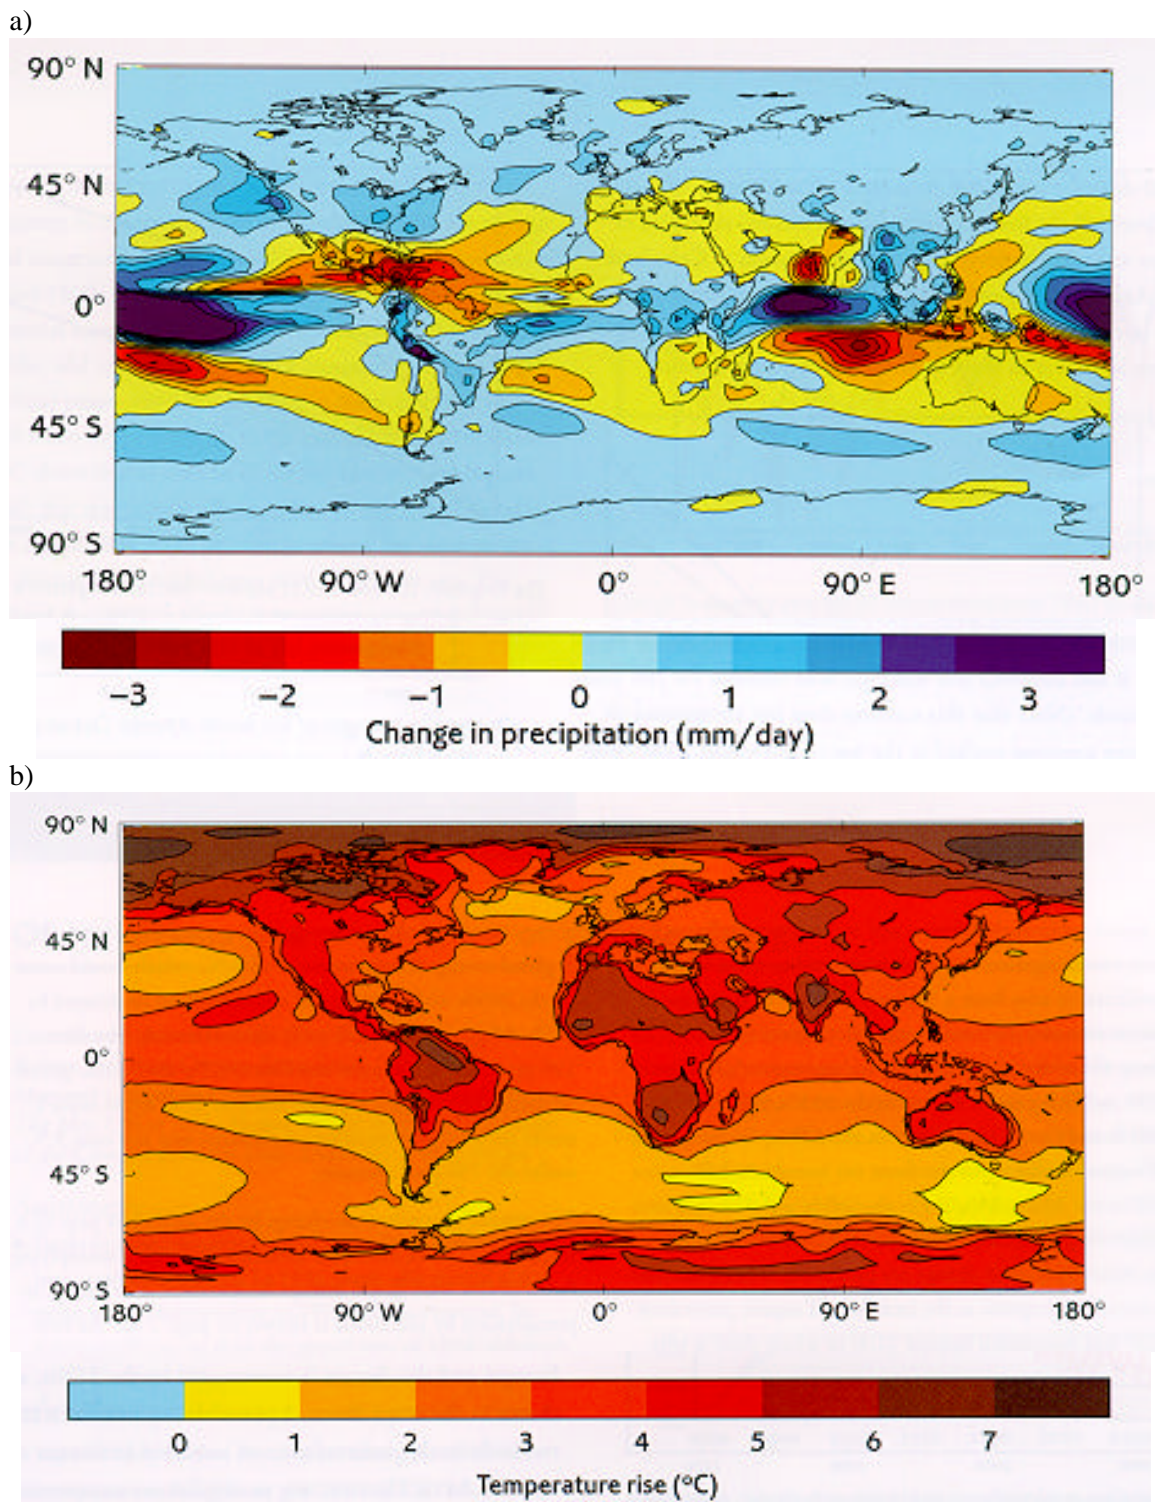 a)
90° N
45° N
0°
45° S
90° S
180° 90° W 0° 90° E 180°
−3 −2 −1 0 1 2 3
Change in precipitation (mm/day)
b)
90° N
45° N
0°
45° S
90° S
180° 90° W 0° 90° E 180°
0 1 2 3 4 5 6 7
Temperature rise (°C)